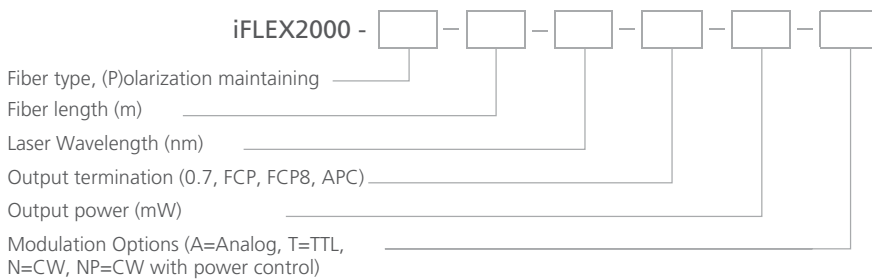 iFLEX2000 -
Fiber type, (P)olarization maintaining
Fiber length (m)
Laser Wavelength (nm)
Output termination (0.7, FCP, FCP8, APC)
Output power (mW)
Modulation Options (A=Analog, T=TTL,
N=CW, NP=CW with power control)